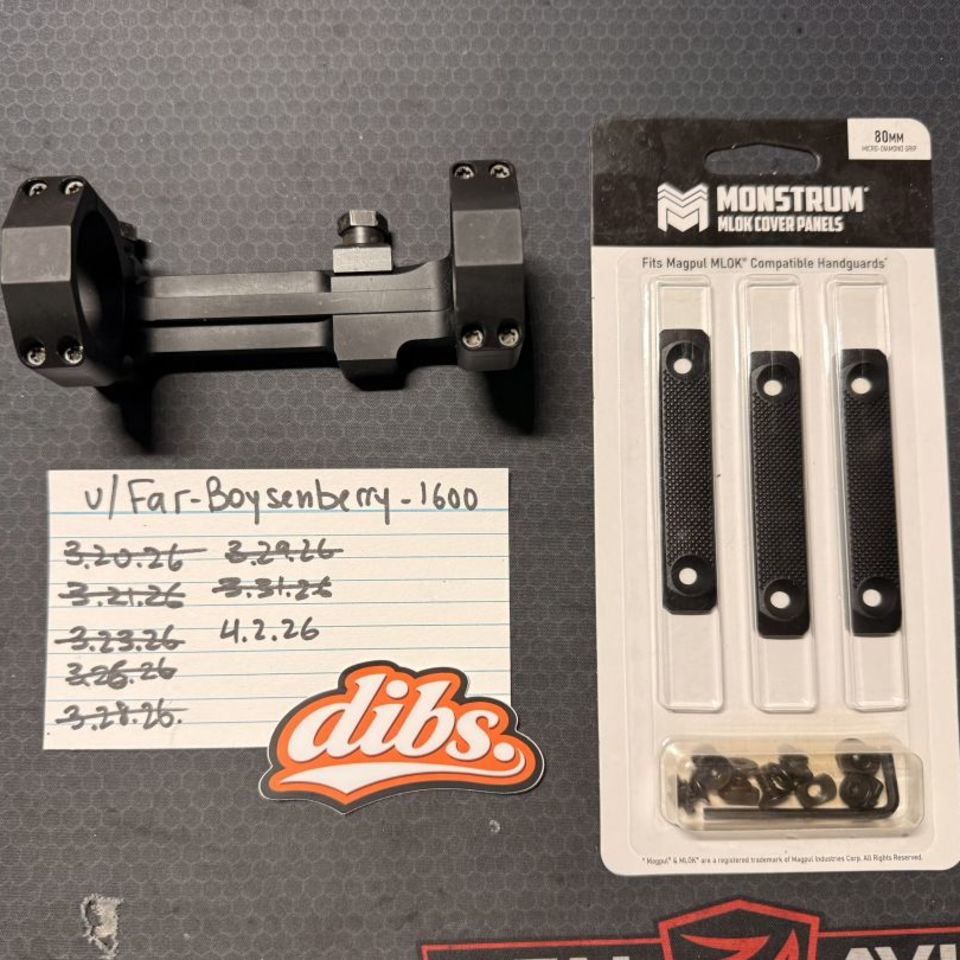 80MM
MICRO-DIAMOND GRIP
MONSTRUM®
MLOK COVER PANELS
Fits Magpul MLOK® Compatible Handguards*
u/Far-Boysenberry-1600
3.20.26 3.29.26
3.21.26 3.31.26
3.23.26 4.2.26
3.26.26
3.28.26.
dibs.
* Magpul® & MLOK® are a registered trademark of Magpul Industries Corp. All Rights Reserved.